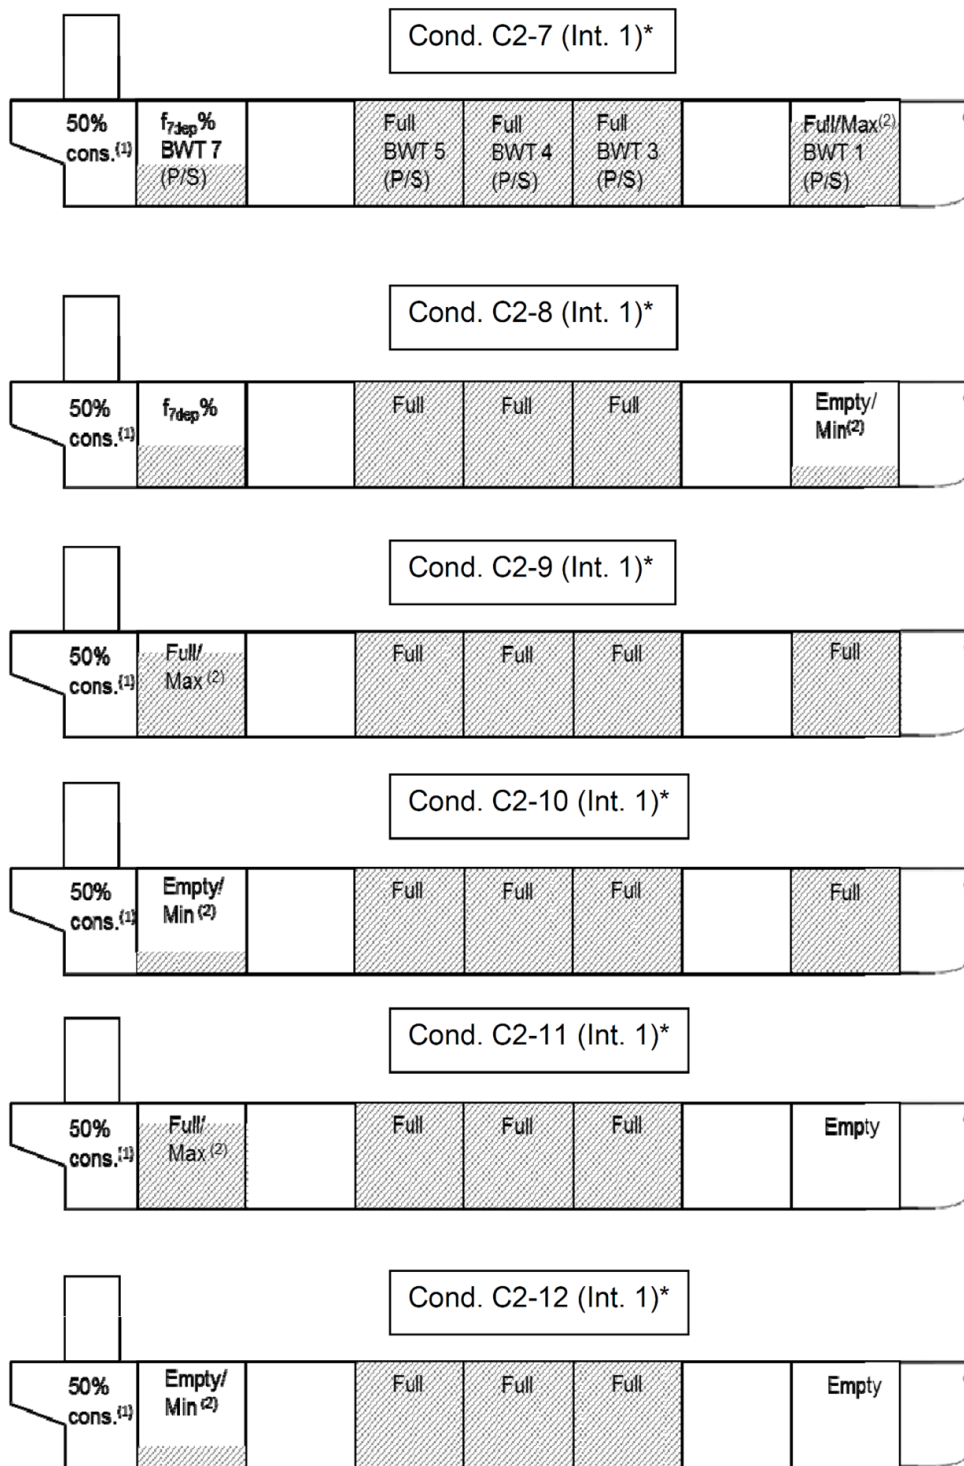 Cond. C2-7 (Int. 1)*
50%
cons.(1)
f7dep%
BWT 7
(P/S)
Full
BWT 5
(P/S)
Full
BWT 4
(P/S)
Full
BWT 3
(P/S)
Full/Max(2)
BWT 1
(P/S)
Cond. C2-8 (Int. 1)*
50%
cons.(1)
f7dep%
Full
Full
Full
Empty/
Min(2)
Cond. C2-9 (Int. 1)*
50%
cons.(1)
Full/
Max(2)
Full
Full
Full
Full
Cond. C2-10 (Int. 1)*
50%
cons.(1)
Empty/
Min(2)
Full
Full
Full
Full
Cond. C2-11 (Int. 1)*
50%
cons.(1)
Full/
Max(2)
Full
Full
Full
Empty
Cond. C2-12 (Int. 1)*
50%
cons.(1)
Empty/
Min(2)
Full
Full
Full
Empty